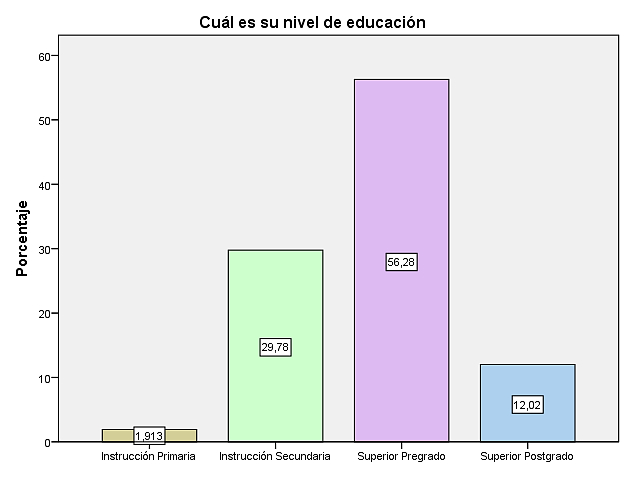 Cuál es su nivel de educación
Porcentaje
60
50
40
30
20
10
0
1,913
29,78
56,28
12,02
Instrucción Primaria
Instrucción Secundaria
Superior Pregrado
Superior Postgrado